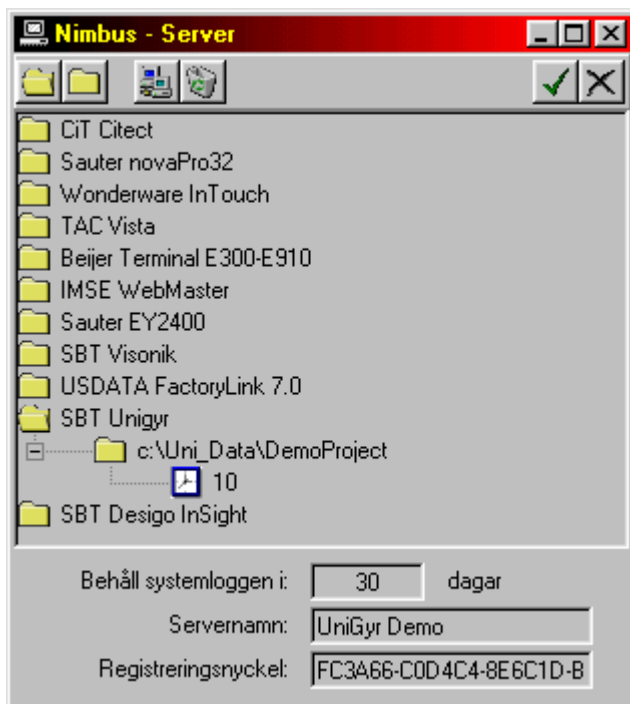 Nimbus - Server
CiT Citect
Sauter novaPro32
Wonderware InTouch
TAC Vista
Beijer Terminal E300-E910
IMSE WebMaster
Sauter EY2400
SBT Visonik
USDATA FactoryLink 7.0
SBT Unigyr
c:\Uni_Data\DemoProject
10
SBT Desigo InSight
Behåll systemloggen i: 30 dagar
Servernamn: UniGyr Demo
Registreringsnyckel: FC3A66-C0D4C4-8E6C1D-B